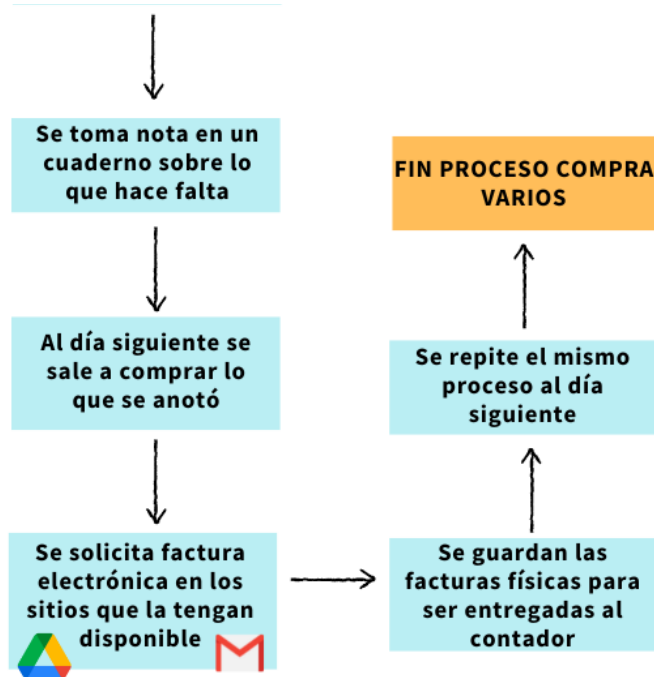 Se toma nota en un
cuaderno sobre lo
que hace falta
Al día siguiente se
sale a comprar lo
que se anotó
Se solicita factura
electrónica en los
sitios que la tengan
disponible
Se guardan las
facturas físicas para
ser entregadas al
contador
Se repite el mismo
proceso al día
siguiente
FIN PROCESO COMPRA
VARIOS